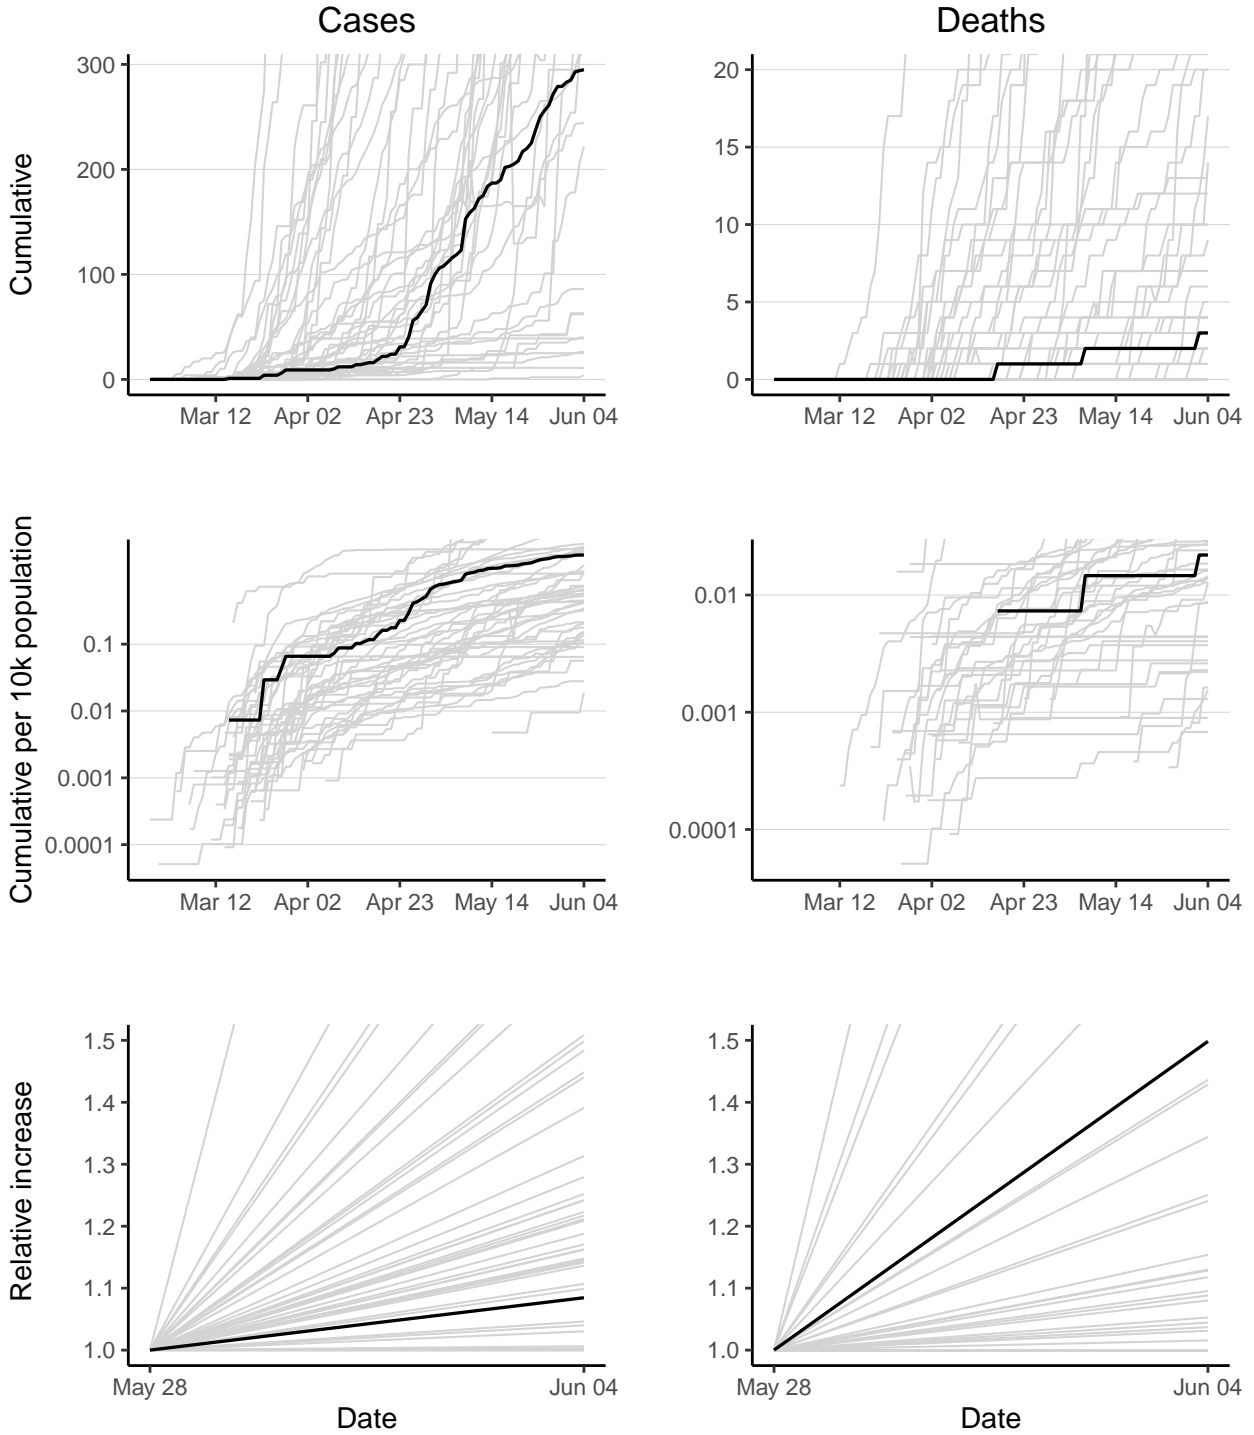 Cases
Deaths
Cumulative
300
200
100
0
Mar 12 Apr 02 Apr 23 May 14 Jun 04
20
15
10
5
0
Mar 12 Apr 02 Apr 23 May 14 Jun 04
Cumulative per 10k population
0.1
0.01
0.001
0.0001
Mar 12 Apr 02 Apr 23 May 14 Jun 04
0.01
0.001
0.0001
Mar 12 Apr 02 Apr 23 May 14 Jun 04
Relative increase
1.5
1.4
1.3
1.2
1.1
1.0
May 28 Jun 04
Date
1.5
1.4
1.3
1.2
1.1
1.0
May 28 Jun 04
Date